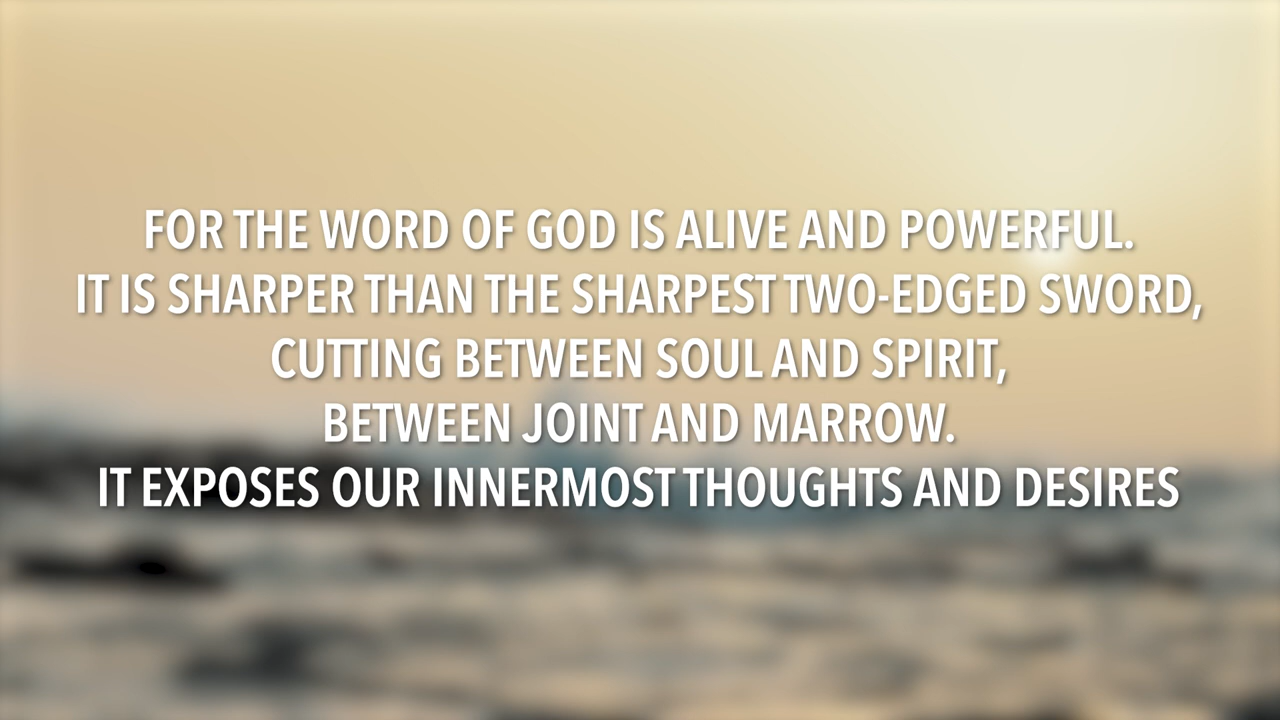 FOR THE WORD OF GOD IS ALIVE AND POWERFUL.
IT IS SHARPER THAN THE SHARPEST TWO-EDGED SWORD,
CUTTING BETWEEN SOUL AND SPIRIT,
BETWEEN JOINT AND MARROW.
IT EXPOSES OUR INNERMOST THOUGHTS AND DESIRES